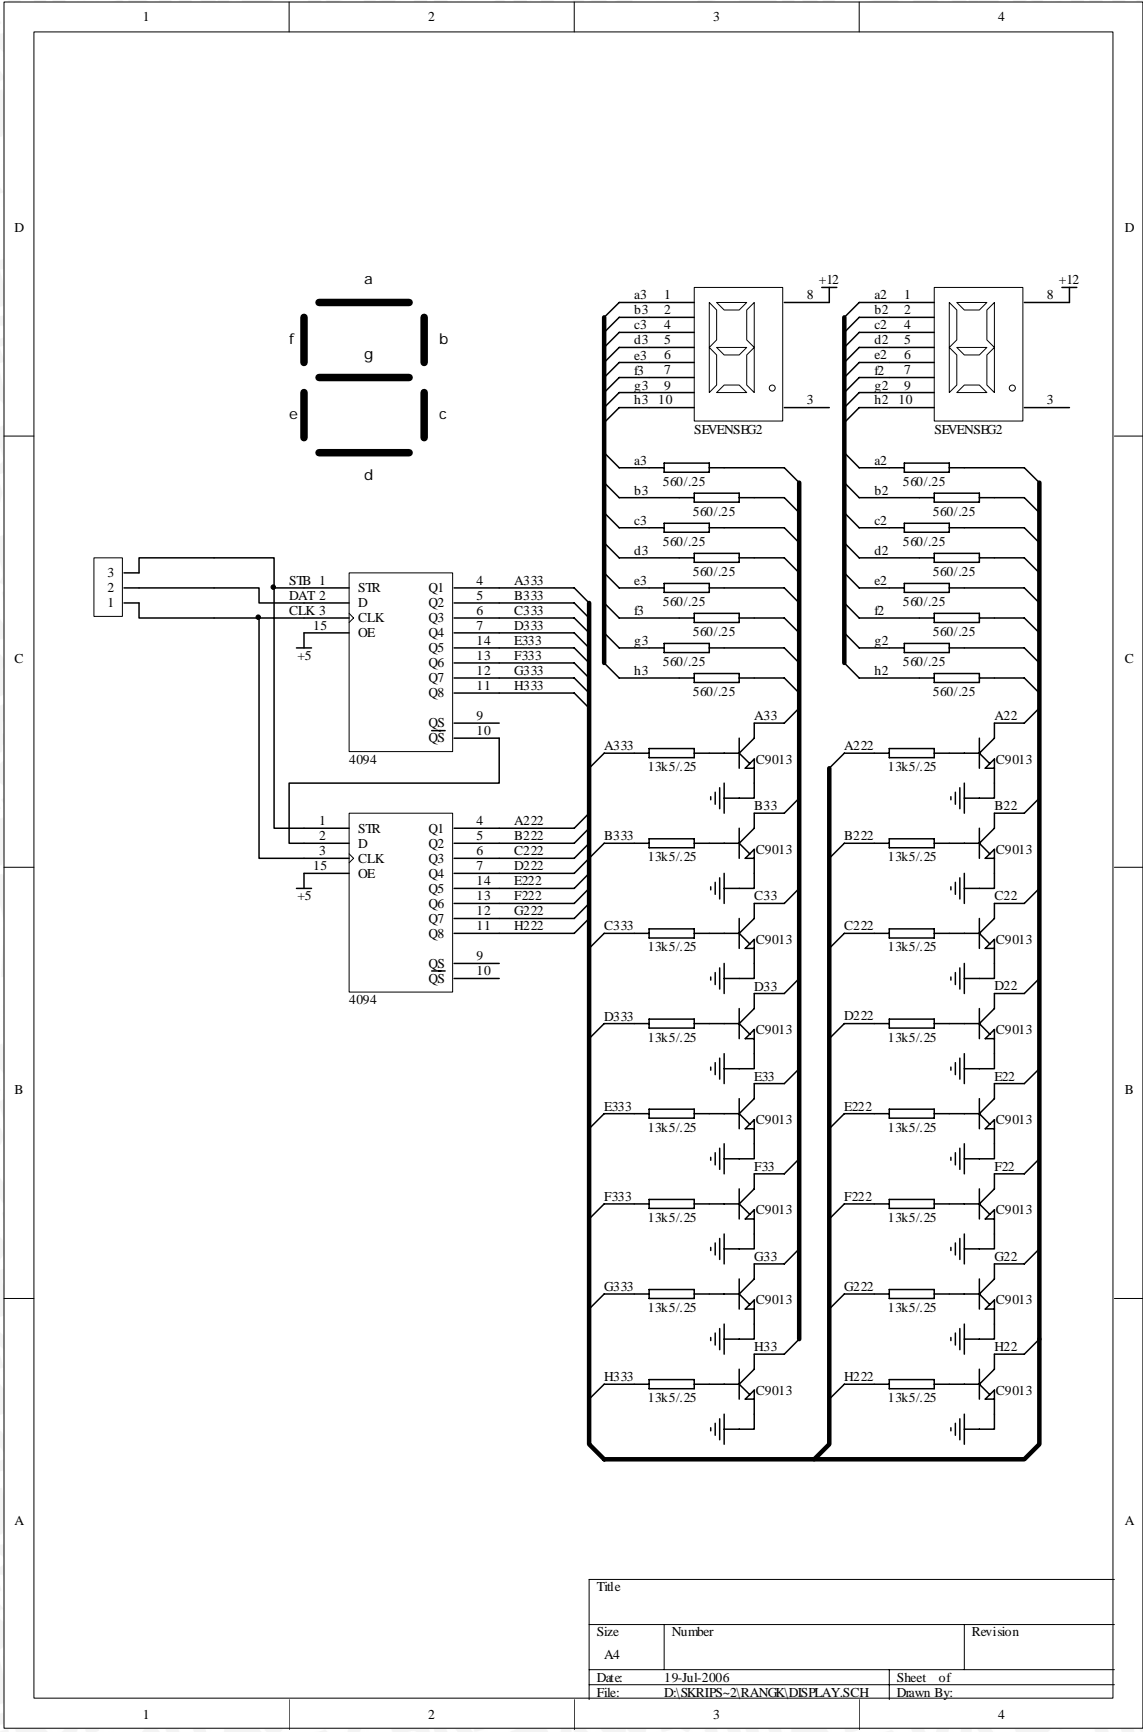 1 2 3 4
D D
C C
B B
A A
a
f b
g
e c
d
a3 1
b3 2
c3 4
d3 5
e3 6
f3 7
g3 9
h3 10
8 +12
3
SEVENSEG2
a2 1
b2 2
c2 4
d2 5
e2 6
f2 7
g2 9
h2 10
8 +12
3
SEVENSEG2
a3 560/.25
b3 560/.25
c3 560/.25
d3 560/.25
e3 560/.25
f3 560/.25
g3 560/.25
h3 560/.25
a2 560/.25
b2 560/.25
c2 560/.25
d2 560/.25
e2 560/.25
f2 560/.25
g2 560/.25
h2 560/.25
3
2
1
STB 1 STR Q1 4 A333
DAT 2 D Q2 5 B333
CLK 3 CLK Q3 6 C333
15 OE Q4 7 D333
+5 Q5 14 E333
Q6 13 F333
Q7 12 G333
Q8 11 H333
QS 9
QS 10
4094
1 STR Q1 4 A222
2 D Q2 5 B222
3 CLK Q3 6 C222
15 OE Q4 7 D222
+5 Q5 14 E222
Q6 13 F222
Q7 12 G222
Q8 11 H222
QS 9
QS 10
4094
A333 13k5/.25 A33 C9013
B333 13k5/.25 B33 C9013
C333 13k5/.25 C33 C9013
D333 13k5/.25 D33 C9013
E333 13k5/.25 E33 C9013
F333 13k5/.25 F33 C9013
G333 13k5/.25 G33 C9013
H333 13k5/.25 H33 C9013
A222 13k5/.25 A22 C9013
B222 13k5/.25 B22 C9013
C222 13k5/.25 C22 C9013
D222 13k5/.25 D22 C9013
E222 13k5/.25 E22 C9013
F222 13k5/.25 F22 C9013
G222 13k5/.25 G22 C9013
H222 13k5/.25 H22 C9013
Title
Size Number Revision
A4
Date: 19-Jul-2006 Sheet of
File: D:\SKRIPS~2\RANGK\DISPLAY.SCH Drawn By:
1 2 3 4